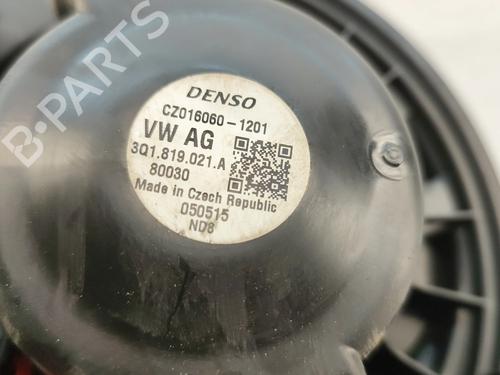 B-PARTS
DENSO
CZ016060-1201
VW AG
3Q1.819.021.A
80030
Made in Czech Republic
050515
ND8